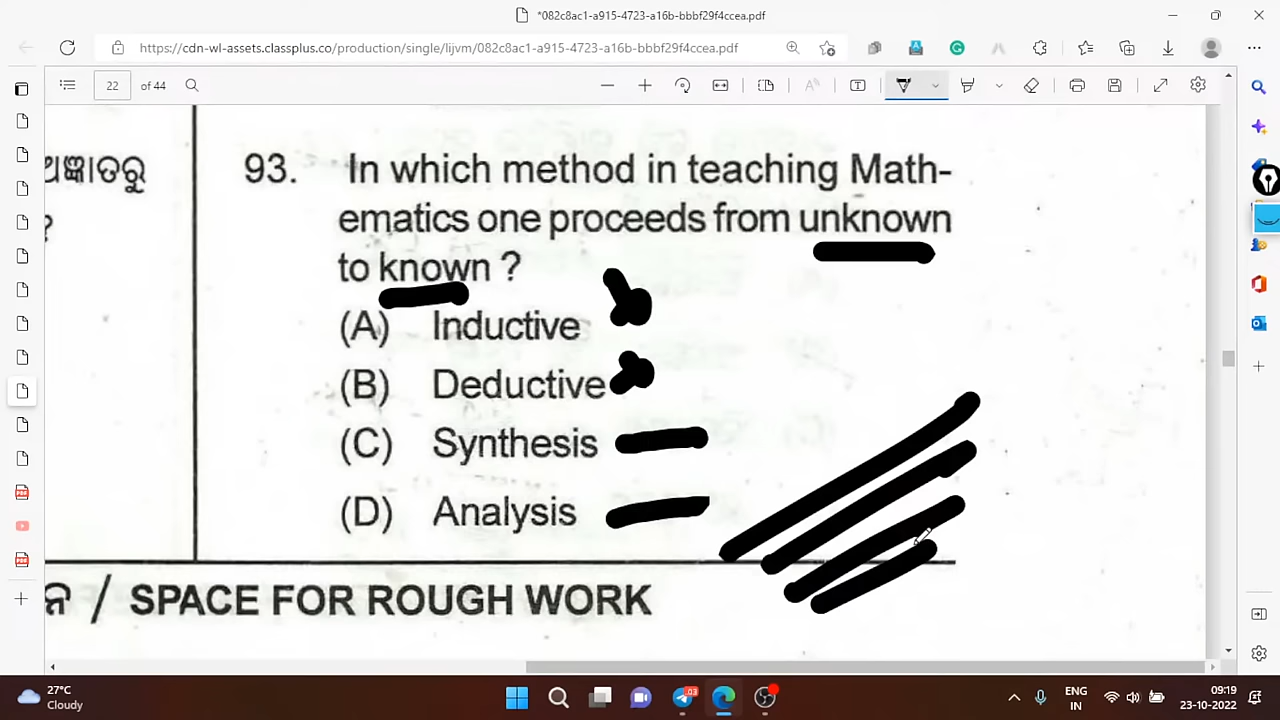 *082c8ac1-a915-4723-a16b-bbbf29f4ccea.pdf
https://cdn-wl-assets.classplus.co/production/single/lijvm/082c8ac1-a915-4723-a16b-bbbf29f4ccea.pdf
22 of 44
93. In which method in teaching Math-
ematics one proceeds from unknown
to known ?
(A) Inductive
(B) Deductive
(C) Synthesis
(D) Analysis
/ SPACE FOR ROUGH WORK
27°C
Cloudy
03
ENG
IN
09:19
23-10-2022